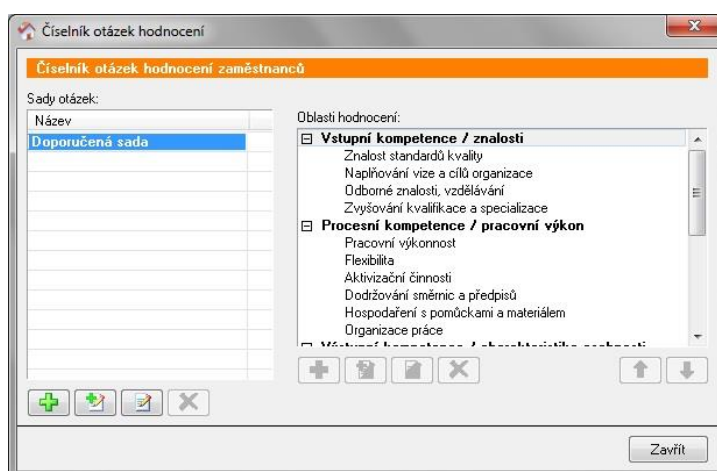 Číselník otázek hodnocení
Číselník otázek hodnocení zaměstnanců
Sady otázek:
Název
Doporučená sada
Oblasti hodnocení:
Vstupní kompetence / znalosti
Znalost standardů kvality
Naplňování vize a cílů organizace
Odborné znalosti, vzdělávání
Zvyšování kvalifikace a specializace
Procesní kompetence / pracovní výkon
Pracovní výkonnost
Flexibilita
Aktivizační činnosti
Dodržování směrnic a předpisů
Hospodaření s pomůckami a materiálem
Organizace práce
Zavřít